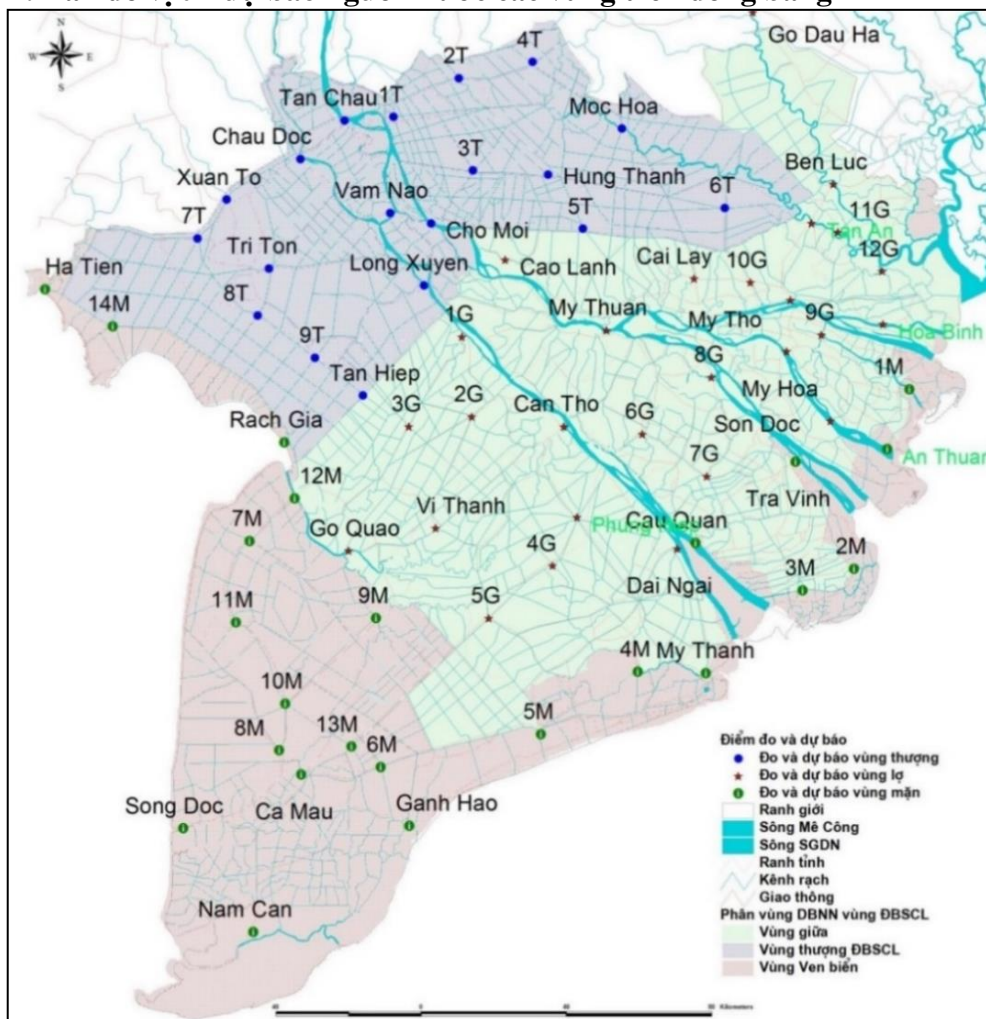 N
W
E
S
Go Dau Ha
4T
2T
Tan Chau
1T
Moc Hoa
Chau Doc
3T
Ben Luc
Xuan To
Vam Nao
Hung Thanh
7T
6T
11G
5T
Tan An
Tri Ton
Cho Moi
12G
Ha Tien
Long Xuyen
Cao Lanh
Cai Lay
10G
14M
8T
1G
My Thuan
My Tho
9G
Hoa Binh
9T
8G
1M
Tan Hiep
My Hoa
3G
2G
Can Tho
6G
Son Doc
Rach Gia
7G
An Thuan
12M
Vi Thanh
Tra Vinh
7M
Go Quao
Cau Quan
4G
2M
Dai Ngai
3M
11M
9M
5G
4M
My Thanh
10M
8M
13M
6M
5M
Song Doc
Ca Mau
Ganh Hao
Nam Can
Điểm đo và dự báo
Đo và dự báo vùng thượng
Đo và dự báo vùng lợ
Đo và dự báo vùng mặn
Ranh giới
Sông Mê Công
Sông SGDN
Ranh tỉnh
Kênh rạch
Giao thông
Phân vùng DBNN vùng ĐBSCL
Vùng giữa
Vùng thượng ĐBSCL
Vùng Ven biển
0
Kilometers